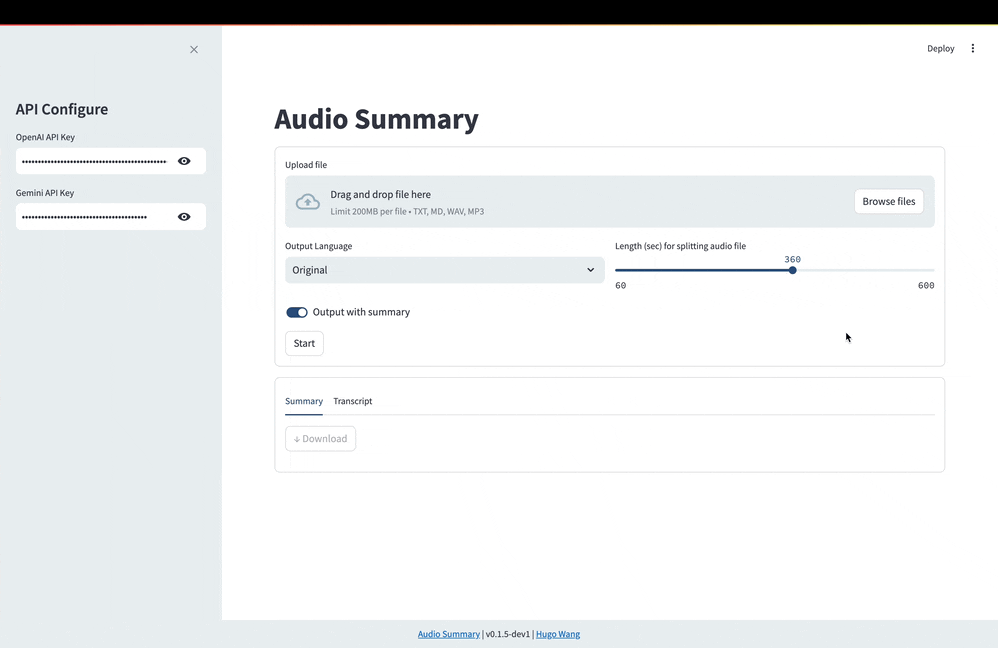 Deploy
API Configure
OpenAI API Key
Gemini API Key
Audio Summary
Upload file
Drag and drop file here
Limit 200MB per file • TXT, MD, WAV, MP3
Browse files
Output Language
Original
Length (sec) for splitting audio file
360
60
600
Output with summary
Start
Summary
Transcript
↓ Download
Audio Summary | v0.1.5-dev1 | Hugo Wang